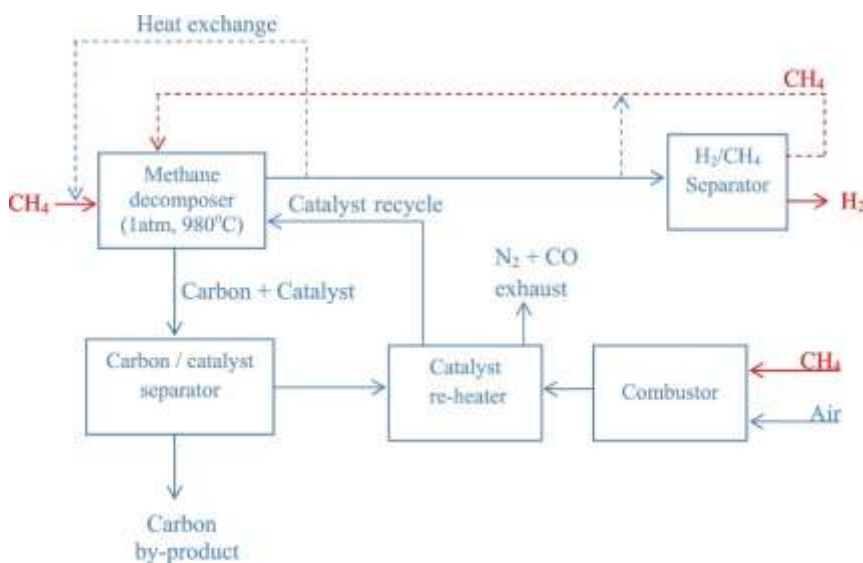 Heat exchange
CH₄
H₂/CH₄
Separator
Methane
decomposer
(1atm, 980°C)
CH₄
H₂
Catalyst recycle
N₂ + CO
exhaust
Carbon + Catalyst
Carbon / catalyst
separator
Catalyst
re-heater
Combustor
CH₄
Air
Carbon
by-product